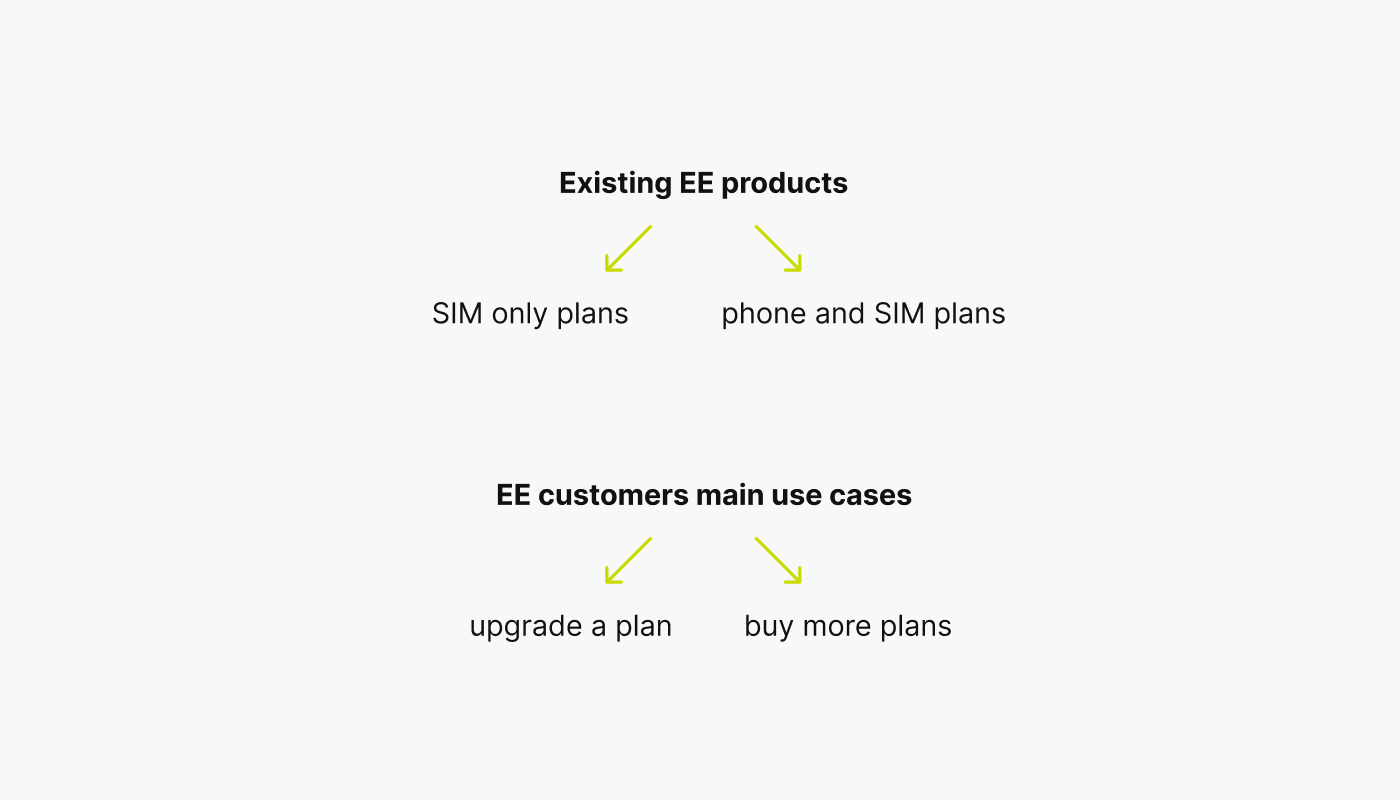 Existing EE products
SIM only plans
phone and SIM plans
EE customers main use cases
upgrade a plan
buy more plans